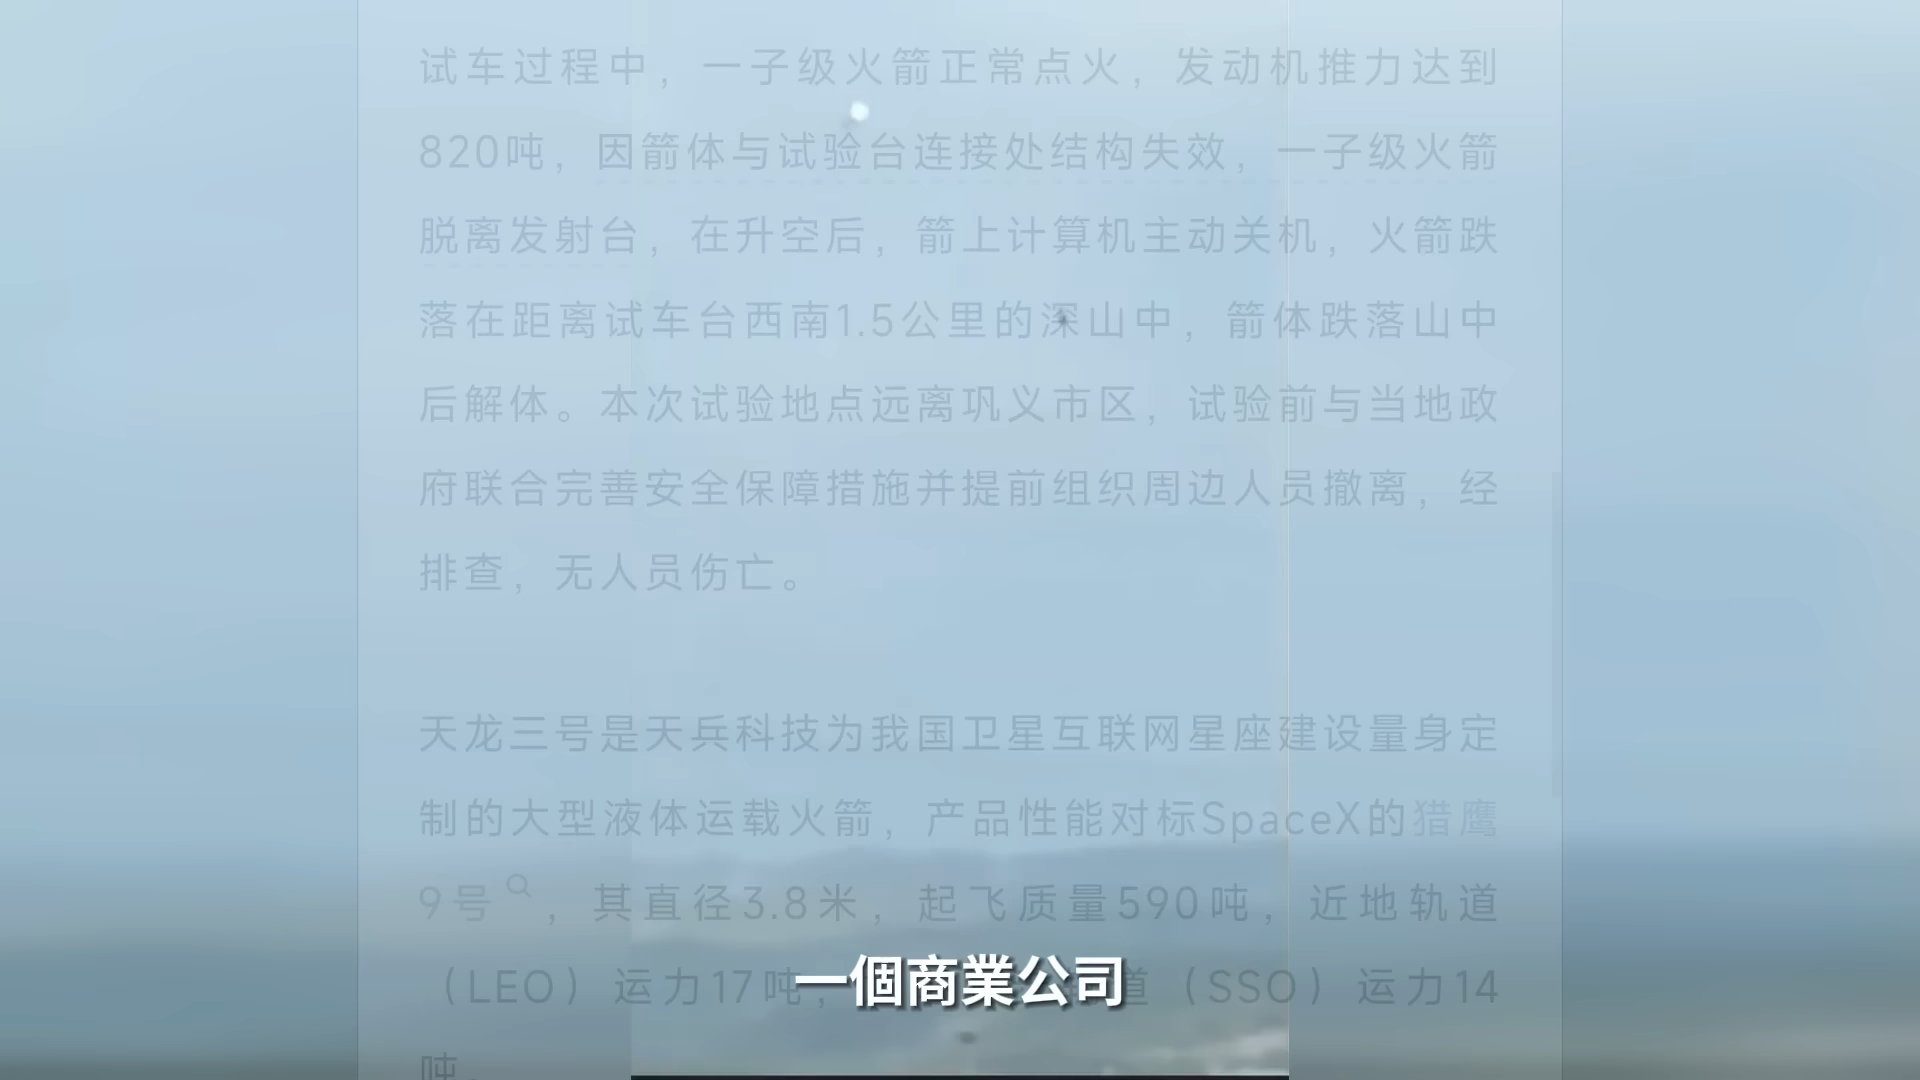 试车过程中，一子级火箭正常点火，发动机推力达到
820吨，因箭体与试验台连接处结构失效，一子级火箭
脱离发射台，在升空后，箭上计算机主动关机，火箭跌
落在距离试车台西南1.5公里的深山中，箭体跌落山中
后解体。本次试验地点远离巩义市区，试验前与当地政
府联合完善安全保障措施并提前组织周边人员撤离，经
排查，无人员伤亡。
天龙三号是天兵科技为我国卫星互联网星座建设量身定
制的大型液体运载火箭，产品性能对标SpaceX的猎鹰
9号，其直径3.8米，起飞质量590吨，近地轨道
（LEO）运力17吨，道（SSO）运力14
吨，
一個商業公司